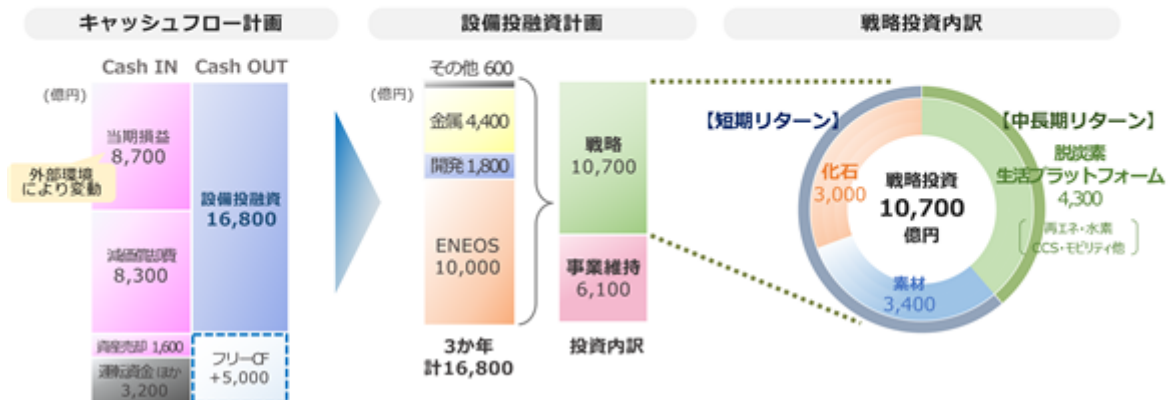 キャッシュフロー計画
Cash IN
Cash OUT
(億円)
当期損益
8,700
外部環境
により変動
減価償却費
8,300
資産売却 1,600
運転資金ほか
3,200
設備投融資
16,800
フリーCF
+5,000
設備投融資計画
(億円)
その他 600
金属 4,400
開発 1,800
ENEOS
10,000
3か年
計16,800
戦略
10,700
事業維持
6,100
投資内訳
戦略投資内訳
【短期リターン】
【中長期リターン】
化石
3,000
戦略投資
10,700
億円
脱炭素
生活プラットフォーム
4,300
再エネ・水素
CCS・モビリティ他
素材
3,400